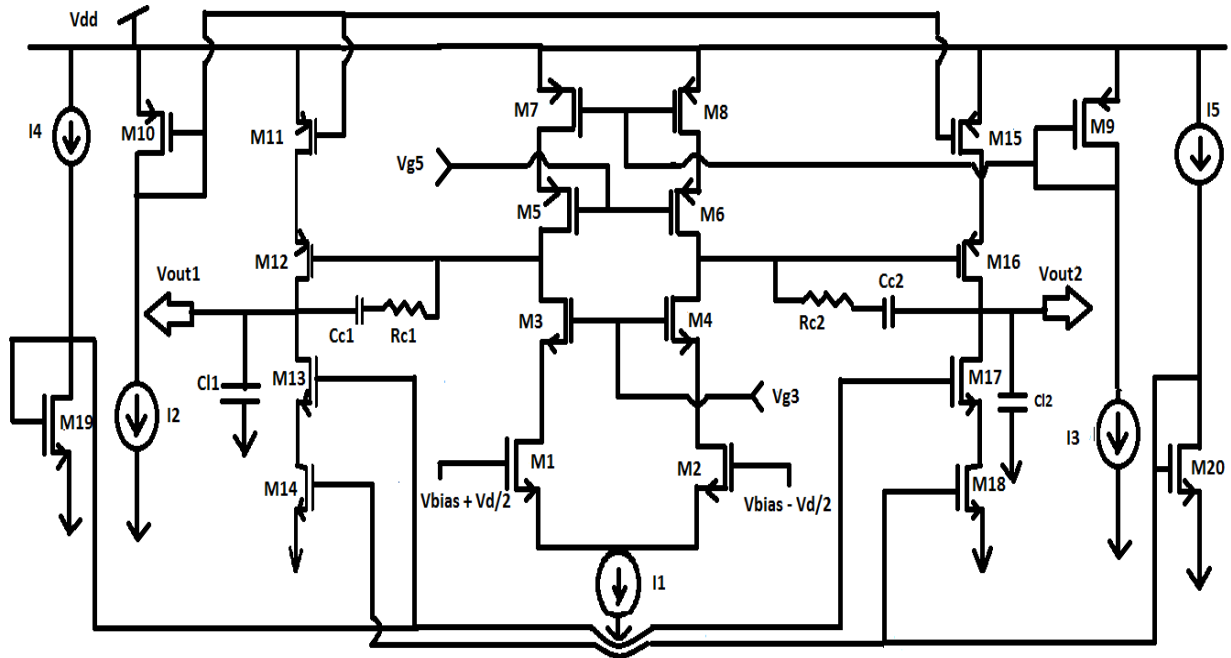 Vdd
M7
M8
I4
M10
M11
M15
M9
I5
Vg5
M5
M6
M12
M16
Vout1
Cc2
Vout2
Cc1
Rc1
M3
M4
Rc2
Cl1
M13
M17
Cl2
M19
I2
Vg3
I3
M1
M2
M20
M14
M18
Vbias + Vd/2
Vbias - Vd/2
I1